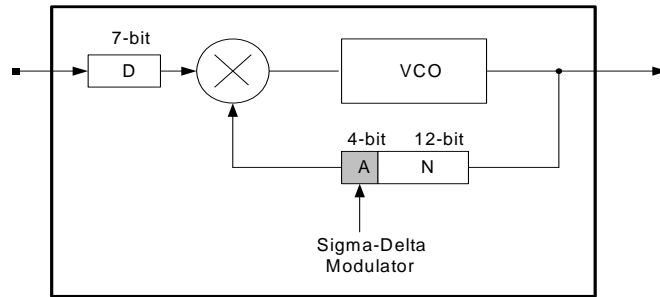 7-bit
D
VCO
4-bit 12-bit
A N
Sigma-Delta
Modulator